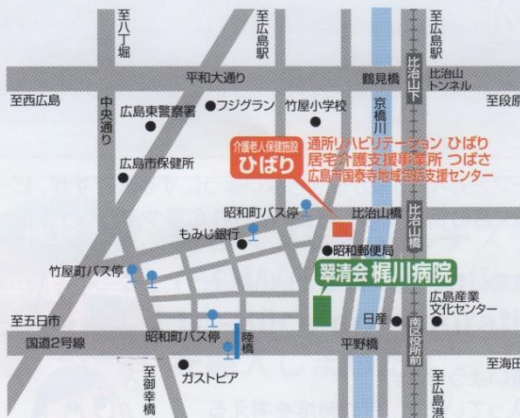 至八丁堀
至広島駅
至広島駅
平和大通り
鶴見橋
比治山下
比治山
トンネル
至西広島
至段原
中央通り
広島東警察署
フジグラン
竹屋小学校
京橋川
介護老人保健施設
ひばり
通所リハビリテーション ひばり
居宅介護支援事業所 つばさ
広島市国泰寺地域包括支援センター
広島市保健所
昭和町バス停
比治山橋
比治山橋
もみじ銀行
昭和郵便局
竹屋町バス停
翠清会 梶川病院
至五日市
昭和町バス停
陸橋
日産
広島産業
文化センター
国道2号線
平野橋
南区役所前
至海田
至御幸橋
ガストピア
至広島港